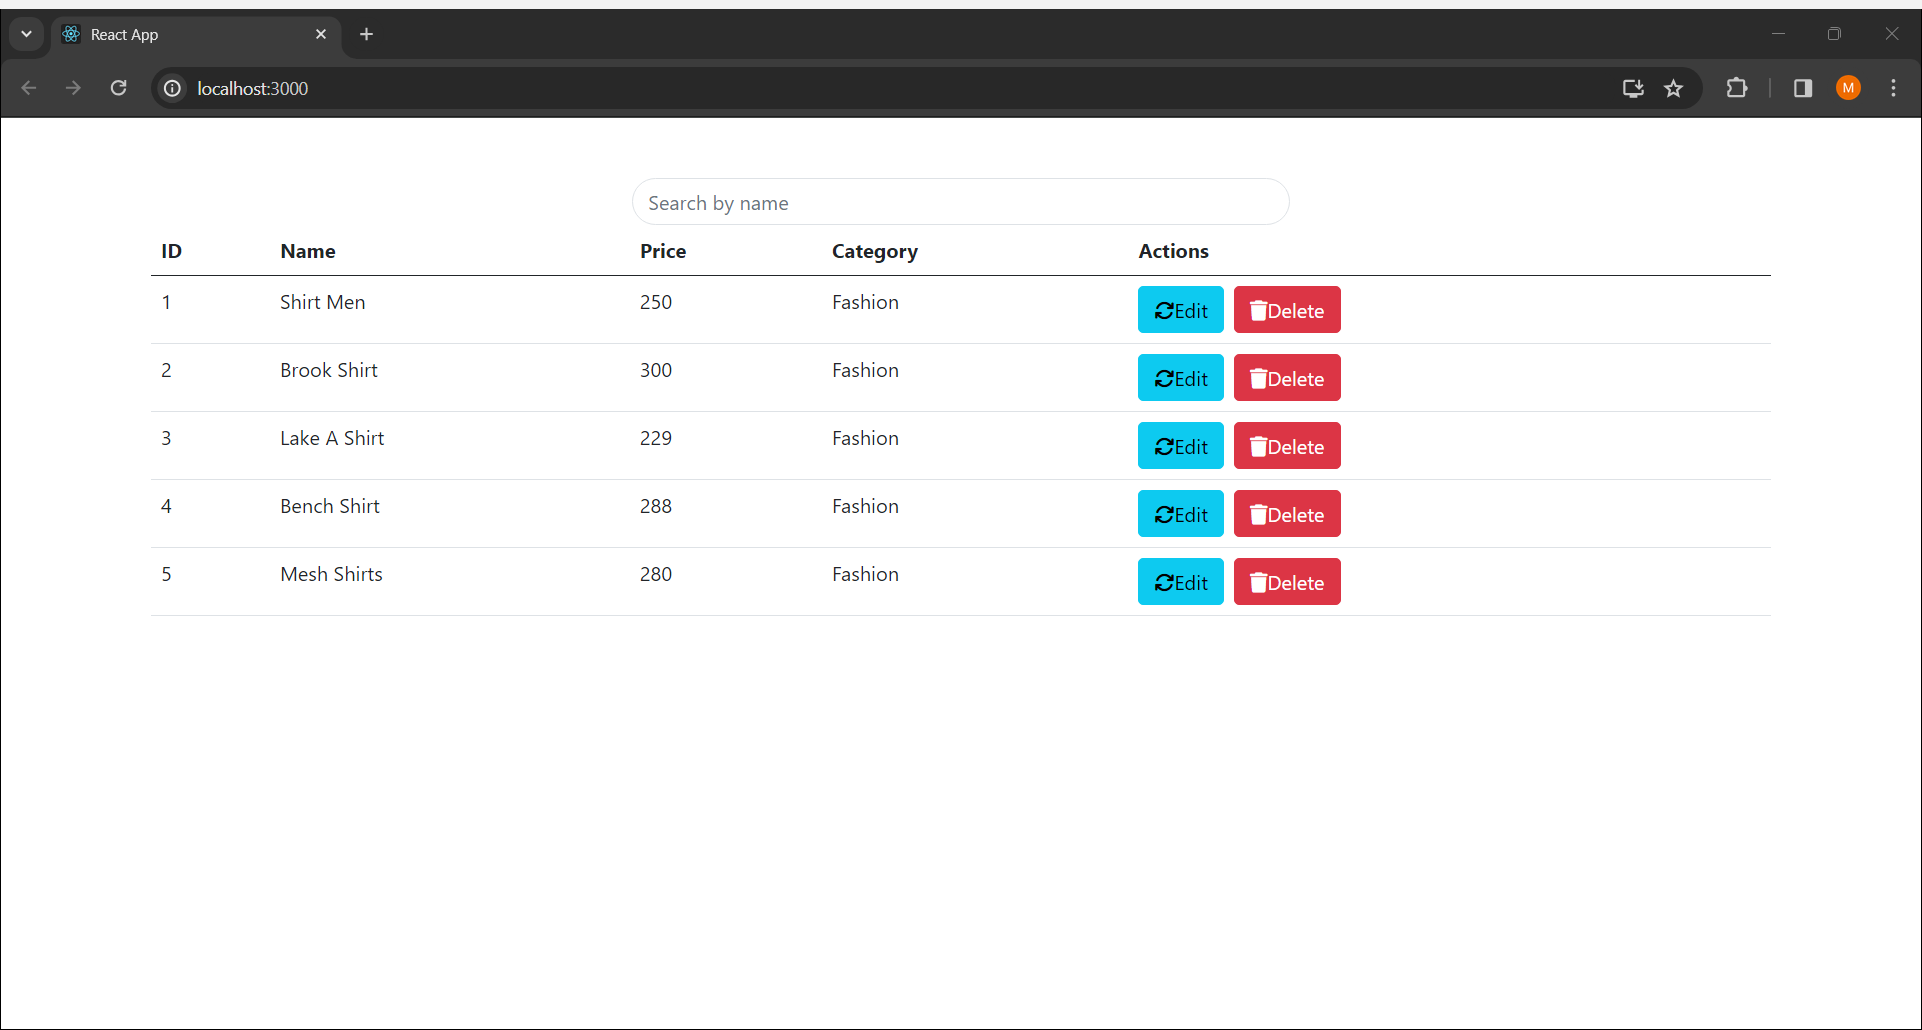 React App
localhost:3000
M
Search by name
ID Name Price Category Actions
1 Shirt Men 250 Fashion Edit Delete
2 Brook Shirt 300 Fashion Edit Delete
3 Lake A Shirt 229 Fashion Edit Delete
4 Bench Shirt 288 Fashion Edit Delete
5 Mesh Shirts 280 Fashion Edit Delete